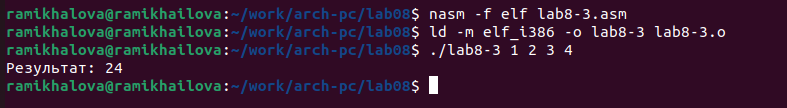 ramikhalova@ramikhailova:~/work/arch-pc/lab08$ nasm -f elf lab8-3.asm
ramikhalova@ramikhailova:~/work/arch-pc/lab08$ ld -m elf_i386 -o lab8-3 lab8-3.o
ramikhalova@ramikhailova:~/work/arch-pc/lab08$ ./lab8-3 1 2 3 4
Результат: 24
ramikhalova@ramikhailova:~/work/arch-pc/lab08$